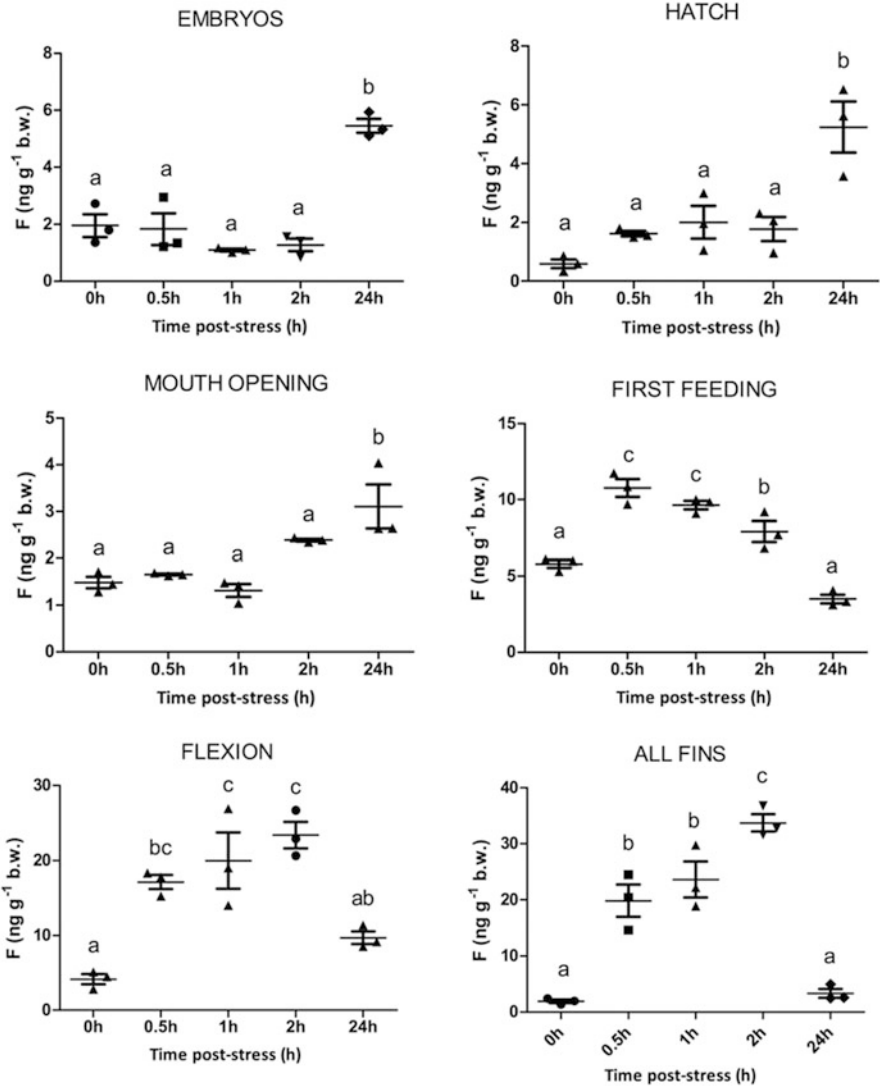 EMBRYOS
F (ng g⁻¹ b.w.)
8
6
4
2
0
a
a
a
a
b
0h 0.5h 1h 2h 24h
Time post-stress (h)
HATCH
F (ng g⁻¹ b.w.)
8
6
4
2
0
a
a
a
a
b
0h 0.5h 1h 2h 24h
Time post-stress (h)
MOUTH OPENING
F (ng g⁻¹ b.w.)
5
4
3
2
1
0
a
a
a
a
b
0h 0.5h 1h 2h 24h
Time post-stress (h)
FIRST FEEDING
F (ng g⁻¹ b.w.)
15
10
5
0
a
c
c
b
a
0h 0.5h 1h 2h 24h
Time post-stress (h)
FLEXION
F (ng g⁻¹ b.w.)
30
20
10
0
a
bc
c
c
ab
0h 0.5h 1h 2h 24h
Time post-stress (h)
ALL FINS
F (ng g⁻¹ b.w.)
40
30
20
10
0
a
b
b
c
a
0h 0.5h 1h 2h 24h
Time post-stress (h)